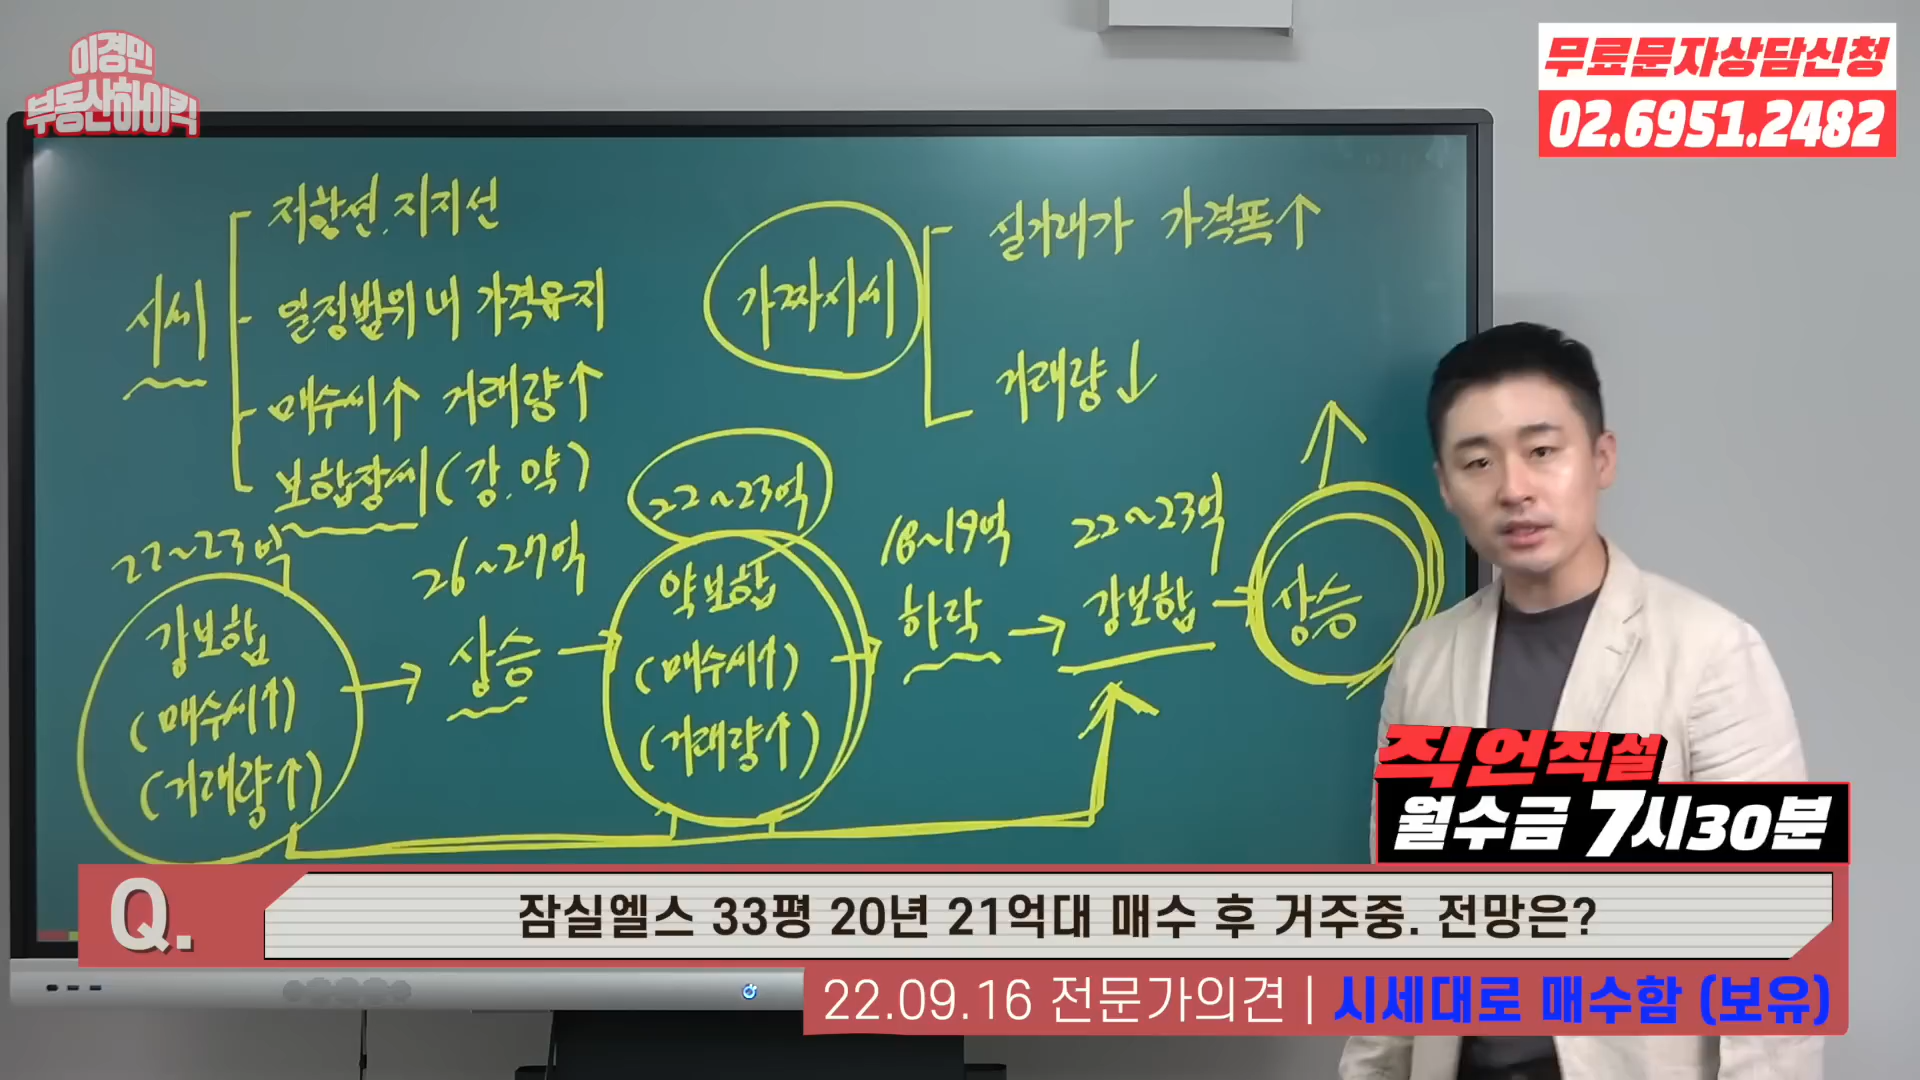 이경민
부동산하이킥
무료문자상담신청
02.6951.2482
시세
저항선, 지지선
일정범위내 가격유지
매수세↑ 거래량↑
보합장세(강, 약)
가짜시세
실거래가 가격폭↑
거래량↓
22~23억
강보합
(매수세↑)
(거래량↑)
→
26~27억
상승
→
22~23억
약보합
(매수세↑)
(거래량↑)
→
18~19억
하락
→
22~23억
강보합
→
상승
↑
직언직설
월수금 7시30분
Q.
잠실엘스 33평 20년 21억대 매수 후 거주중. 전망은?
22.09.16 전문가의견 | 시세대로 매수함 (보유)